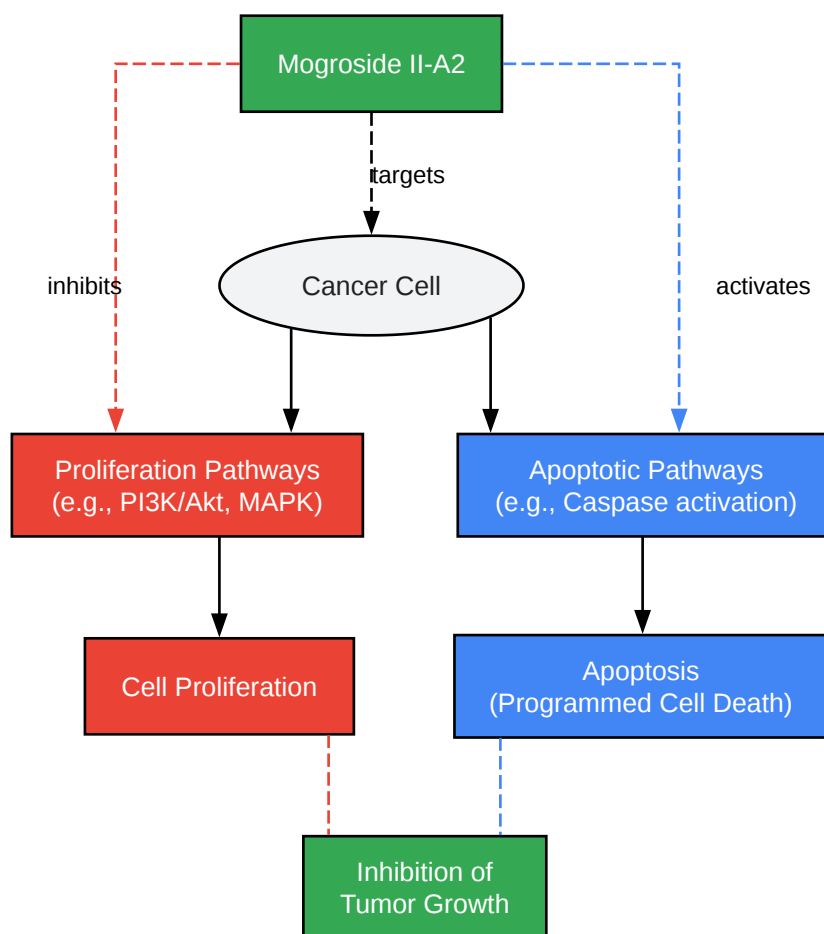 Mogroside II-A2
targets
inhibits
Cancer Cell
activates
Proliferation Pathways
(e.g., PI3K/Akt, MAPK)
Apoptotic Pathways
(e.g., Caspase activation)
Cell Proliferation
Apoptosis
(Programmed Cell Death)
Inhibition of
Tumor Growth